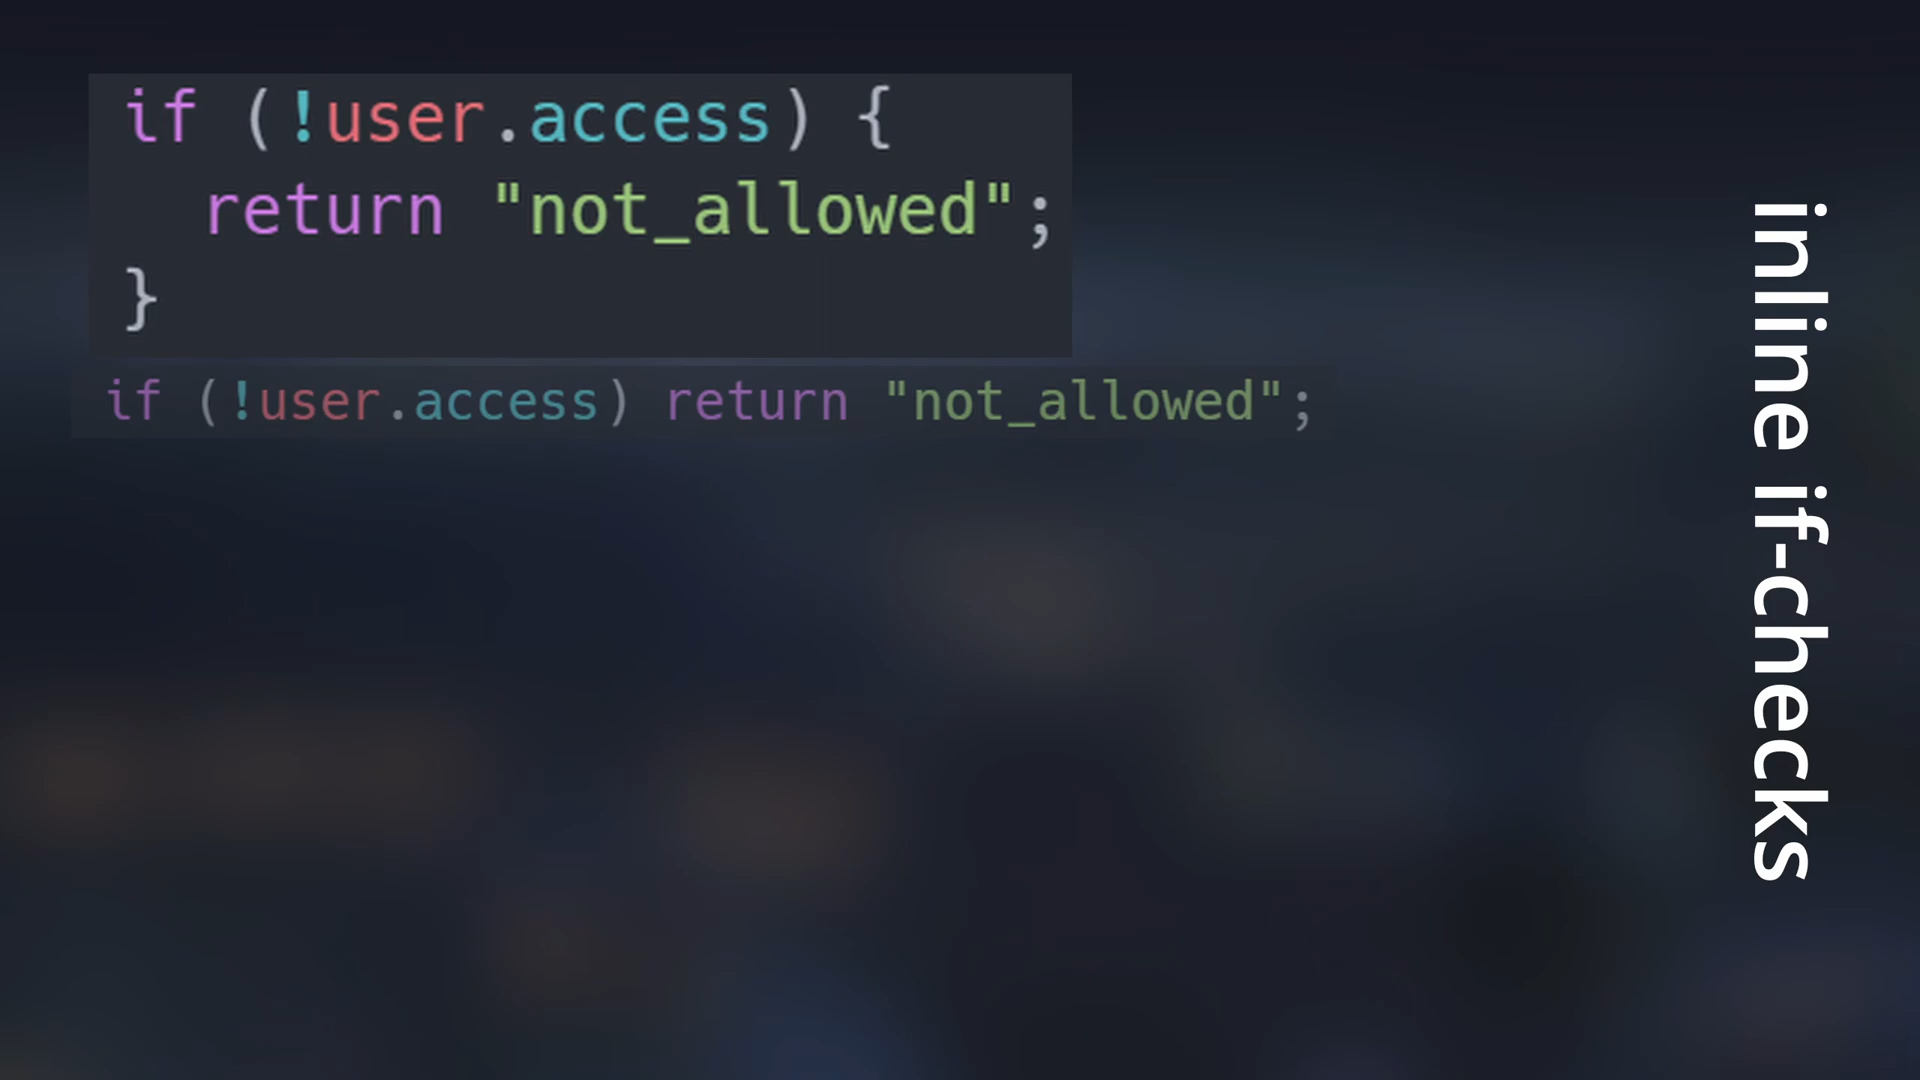 if (!user.access) {
  return "not_allowed";
}
if (!user.access) return "not_allowed";
inline if-checks